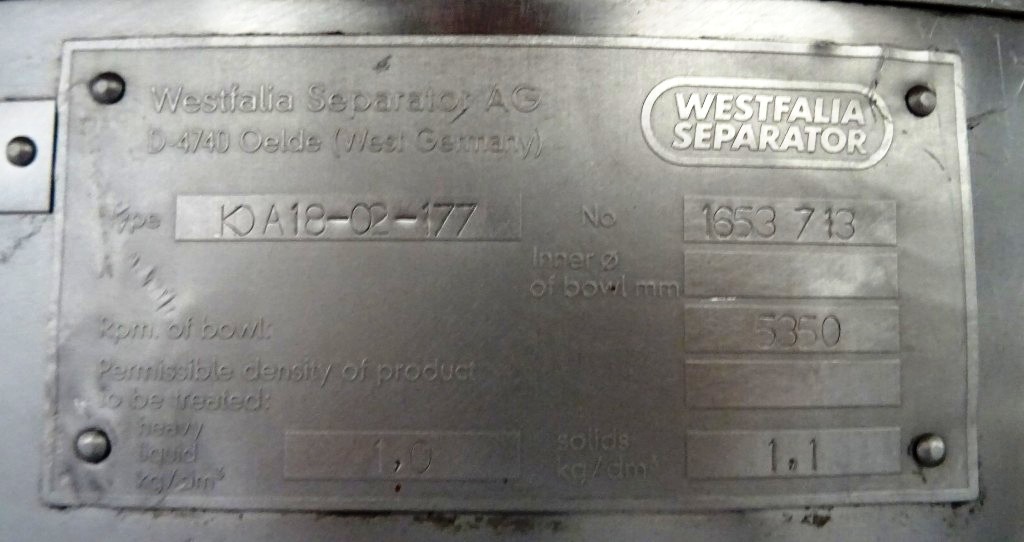 Westfalia Separator AG
D-4740 Oelde (West Germany)
WESTFALIA
SEPARATOR
Type KDA18-02-177 No 1653 713
Inner ø
of bowl mm
Rpm. of bowl: 5350
Permissible density of product
to be treated:
heavy
liquid
kg/dm³ 1,0
solids
kg/dm³ 1,1